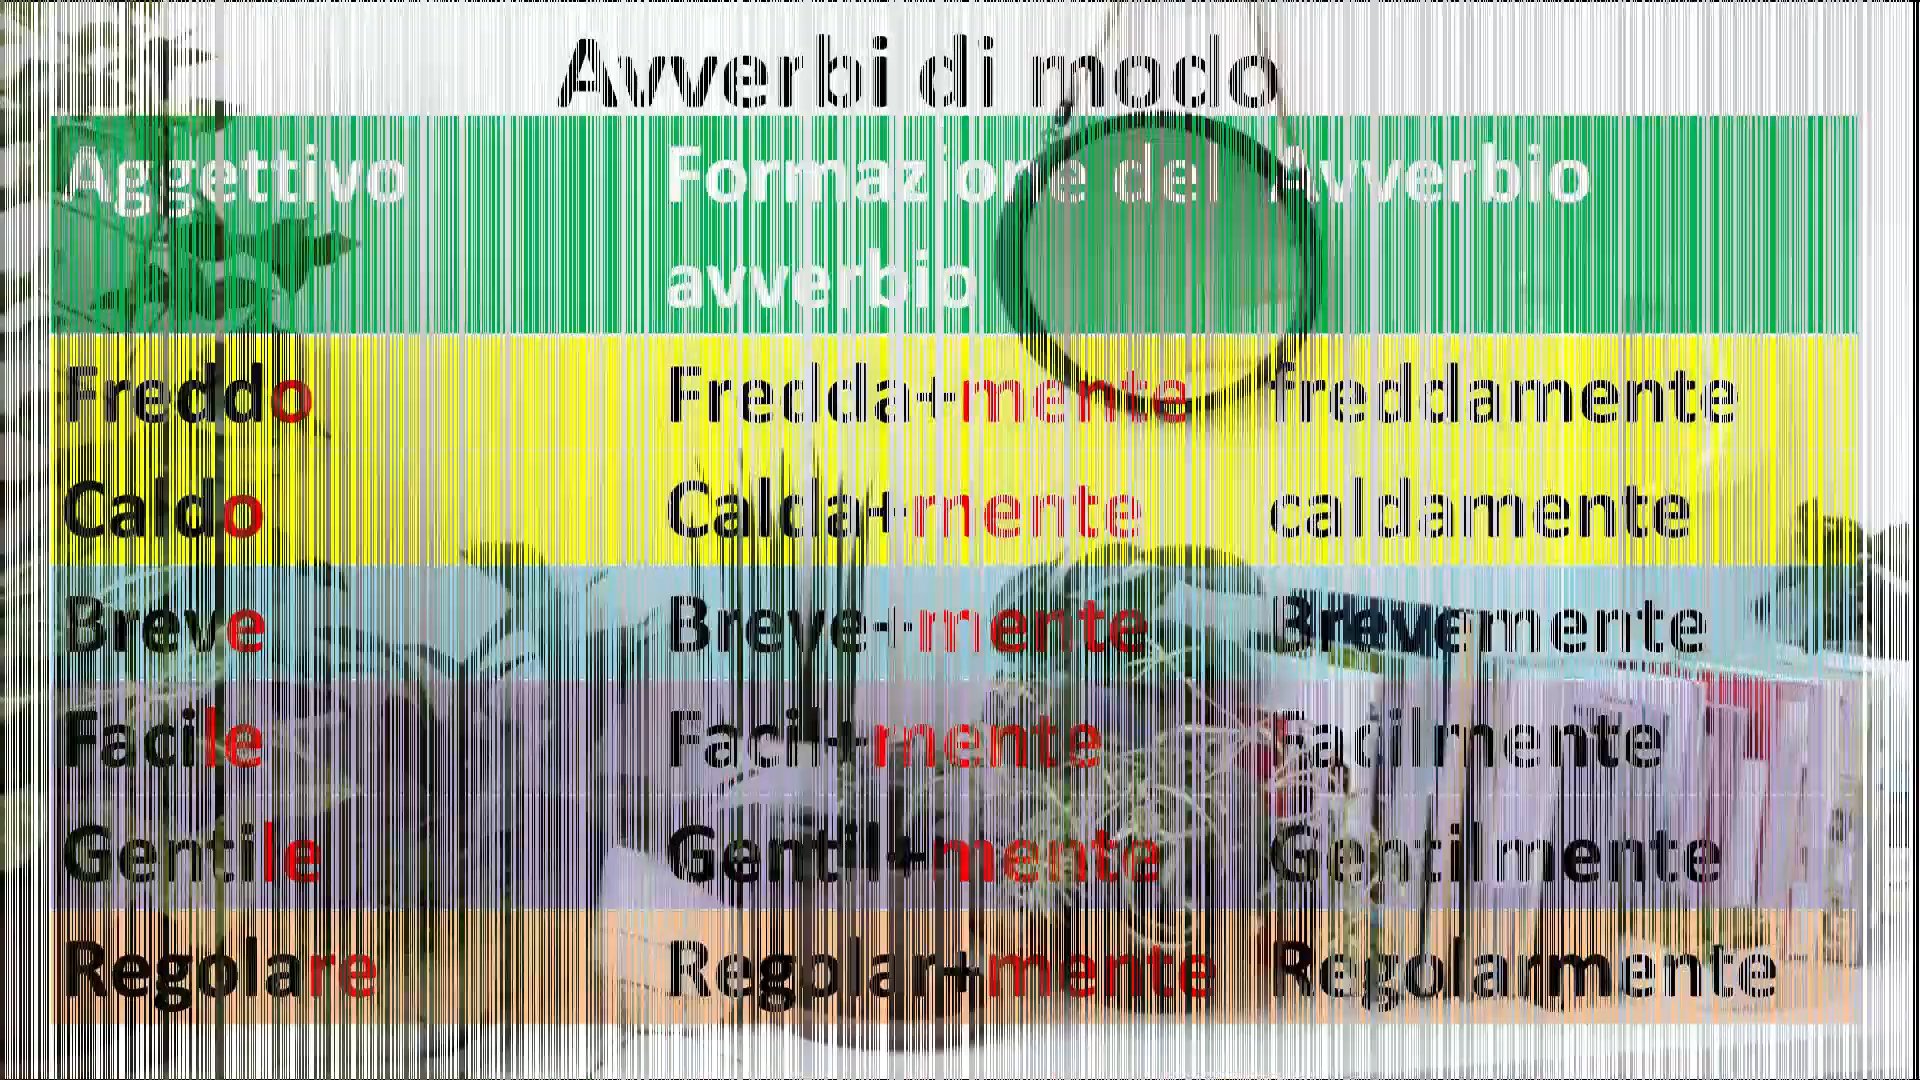 Avverbi di modo
Aggettivo Formazione del avverbio Avverbio
Freddo Fredda+mente freddamente
Caldo Calda+mente caldamente
Breve Breve+mente Brevemente
Facile Facil+mente Facilmente
Gentile Gentil+mente Gentilmente
Regolare Regolar+mente Regolarmente